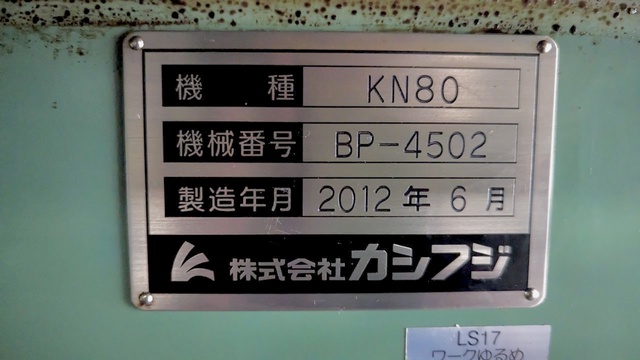 機種 KN80
機械番号 BP-4502
製造年月 2012年6月
株式会社カシフジ
LS17
ワークゆるめ